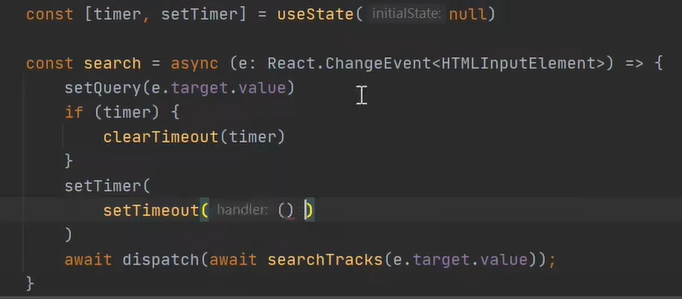 const [timer, setTimer] = useState( initialState: null)
const search = async (e: React.ChangeEvent<HTMLInputElement>) => {
setQuery(e.target.value)
if (timer) {
clearTimeout(timer)
}
setTimer(
setTimeout( handler: () )
)
await dispatch(await searchTracks(e.target.value));
}